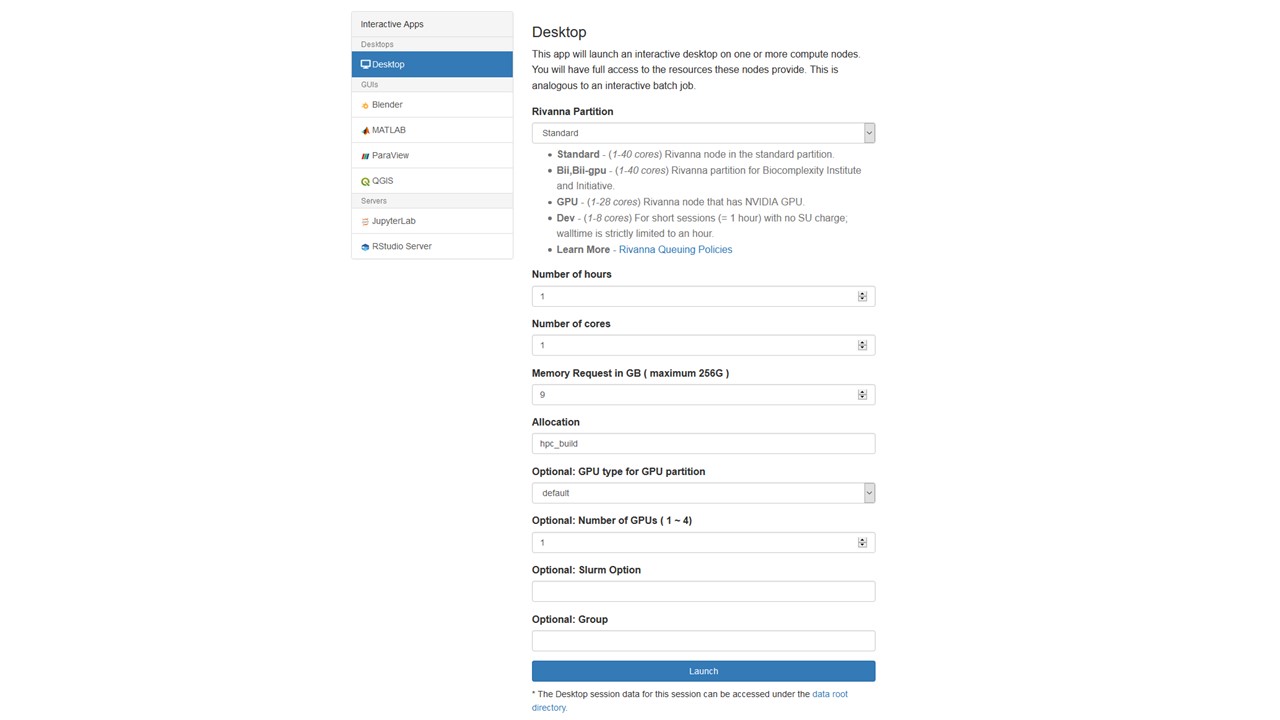 Interactive Apps
Desktops
Desktop
GUIs
Blender
MATLAB
ParaView
QGIS
Servers
JupyterLab
RStudio Server
Desktop
This app will launch an interactive desktop on one or more compute nodes.
You will have full access to the resources these nodes provide. This is
analogous to an interactive batch job.
Rivanna Partition
Standard
• Standard - (1-40 cores) Rivanna node in the standard partition.
• Bii,Bii-gpu - (1-40 cores) Rivanna partition for Biocomplexity Institute
and Initiative.
• GPU - (1-28 cores) Rivanna node that has NVIDIA GPU.
• Dev - (1-8 cores) For short sessions (= 1 hour) with no SU charge;
walltime is strictly limited to an hour.
• Learn More - Rivanna Queuing Policies
Number of hours
1
Number of cores
1
Memory Request in GB ( maximum 256G )
9
Allocation
hpc_build
Optional: GPU type for GPU partition
default
Optional: Number of GPUs ( 1 ~ 4)
1
Optional: Slurm Option
Optional: Group
Launch
* The Desktop session data for this session can be accessed under the data root
directory.